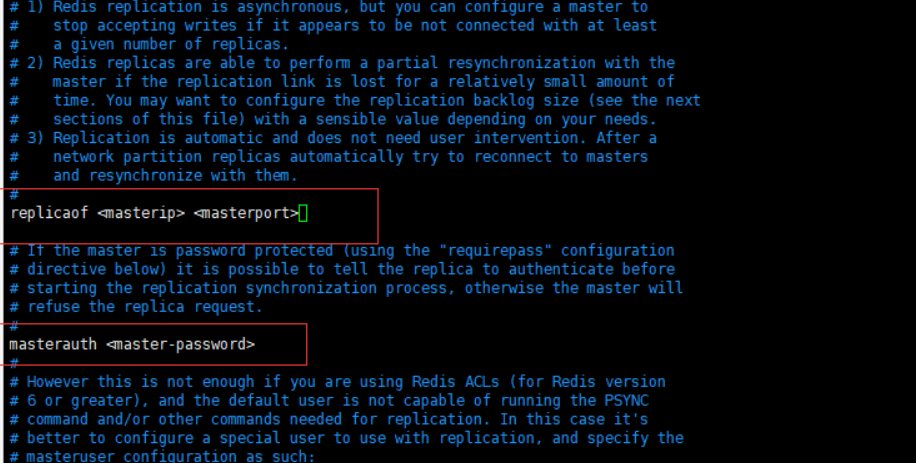 # 1) Redis replication is asynchronous, but you can configure a master to
#    stop accepting writes if it appears to be not connected with at least
#    a given number of replicas.
# 2) Redis replicas are able to perform a partial resynchronization with the
#    master if the replication link is lost for a relatively small amount of
#    time. You may want to configure the replication backlog size (see the next
#    sections of this file) with a sensible value depending on your needs.
# 3) Replication is automatic and does not need user intervention. After a
#    network partition replicas automatically try to reconnect to masters
#    and resynchronize with them.
#
replicaof <masterip> <masterport>
# If the master is password protected (using the "requirepass" configuration
# directive below) it is possible to tell the replica to authenticate before
# starting the replication synchronization process, otherwise the master will
# refuse the replica request.
#
masterauth <master-password>
#
# However this is not enough if you are using Redis ACLs (for Redis version
# 6 or greater), and the default user is not capable of running the PSYNC
# command and/or other commands needed for replication. In this case it's
# better to configure a special user to use with replication, and specify the
# masteruser configuration as such: